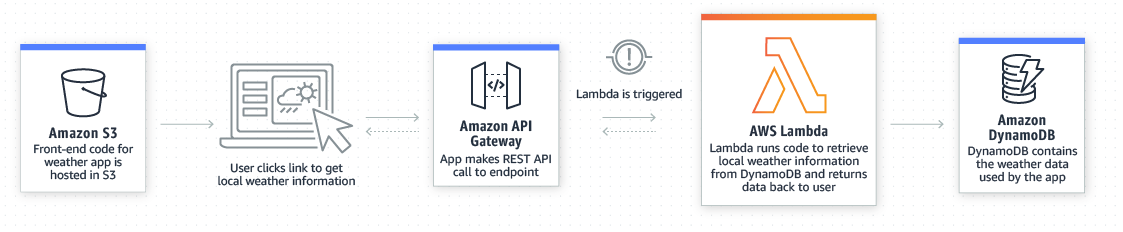 Amazon S3
Front-end code for
weather app is
hosted in S3
User clicks link to get
local weather information
</>
Amazon API
Gateway
App makes REST API
call to endpoint
Lambda is triggered
AWS Lambda
Lambda runs code to retrieve
local weather information
from DynamoDB and returns
data back to user
Amazon
DynamoDB
DynamoDB contains
the weather data
used by the app